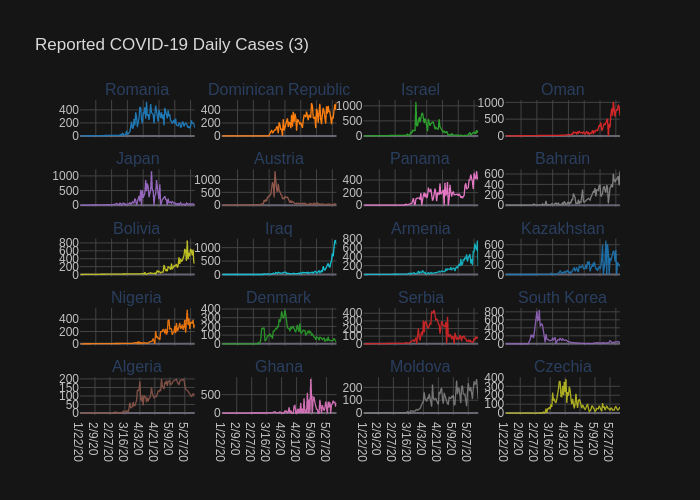 Reported COVID-19 Daily Cases (3)
Romania Dominican Republic Israel Oman
400 200 0 400 200 0 1000 500 0 1000 500 0
Japan Austria Panama Bahrain
1000 500 0 1000 500 0 400 200 0 600 400 200 0
Bolivia Iraq Armenia Kazakhstan
800 600 400 200 0 1000 500 0 800 600 400 200 0 600 400 200 0
Nigeria Denmark Serbia South Korea
400 200 0 400 300 200 100 0 400 300 200 100 0 800 600 400 200 0
Algeria Ghana Moldova Czechia
200 150 100 50 0 500 0 200 100 0 400 300 200 100 0
1/22/20 2/9/20 2/27/20 3/16/20 4/3/20 4/21/20 5/9/20 5/27/20 1/22/20 2/9/20 2/27/20 3/16/20 4/3/20 4/21/20 5/9/20 5/27/20 1/22/20 2/9/20 2/27/20 3/16/20 4/3/20 4/21/20 5/9/20 5/27/20 1/22/20 2/9/20 2/27/20 3/16/20 4/3/20 4/21/20 5/9/20 5/27/20